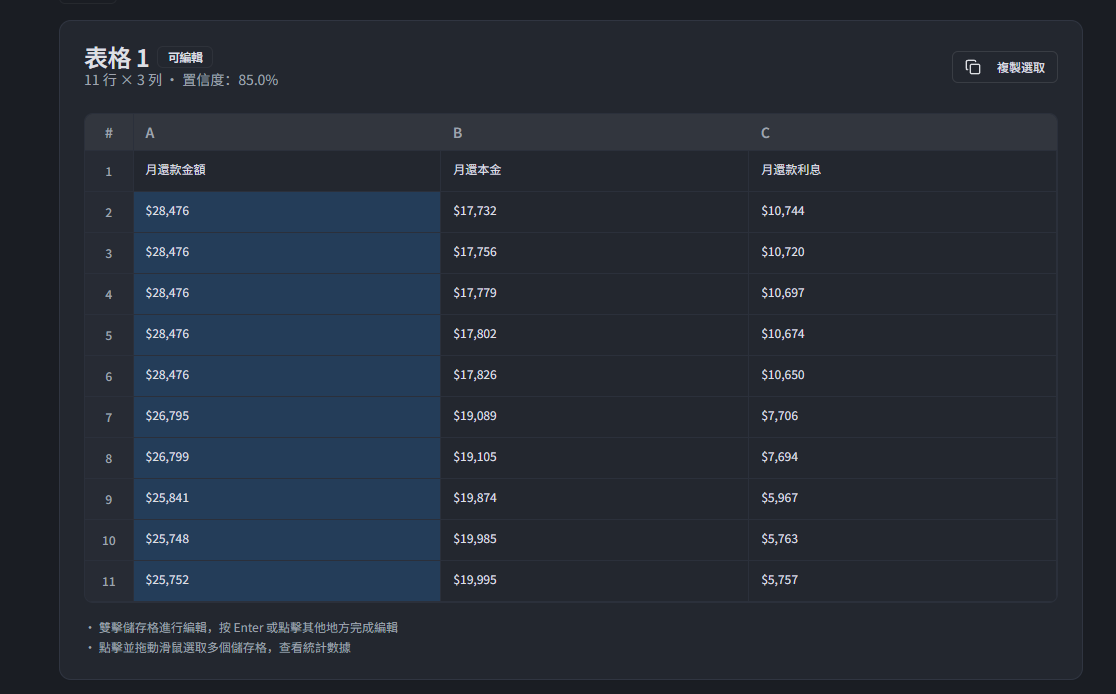 表格 1 可編輯
11 行 × 3 列 • 置信度：85.0%
複製選取
# A B C
1 月還款金額 月還本金 月還款利息
2 $28,476 $17,732 $10,744
3 $28,476 $17,756 $10,720
4 $28,476 $17,779 $10,697
5 $28,476 $17,802 $10,674
6 $28,476 $17,826 $10,650
7 $26,795 $19,089 $7,706
8 $26,799 $19,105 $7,694
9 $25,841 $19,874 $5,967
10 $25,748 $19,985 $5,763
11 $25,752 $19,995 $5,757
• 雙擊儲存格進行編輯，按 Enter 或點擊其他地方完成編輯
• 點擊並拖動滑鼠選取多個儲存格，查看統計數據